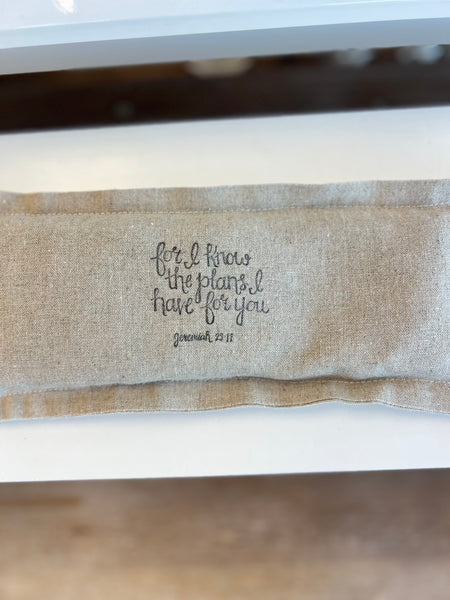 for I know
the plans I
have for you
Jeremiah 29:11